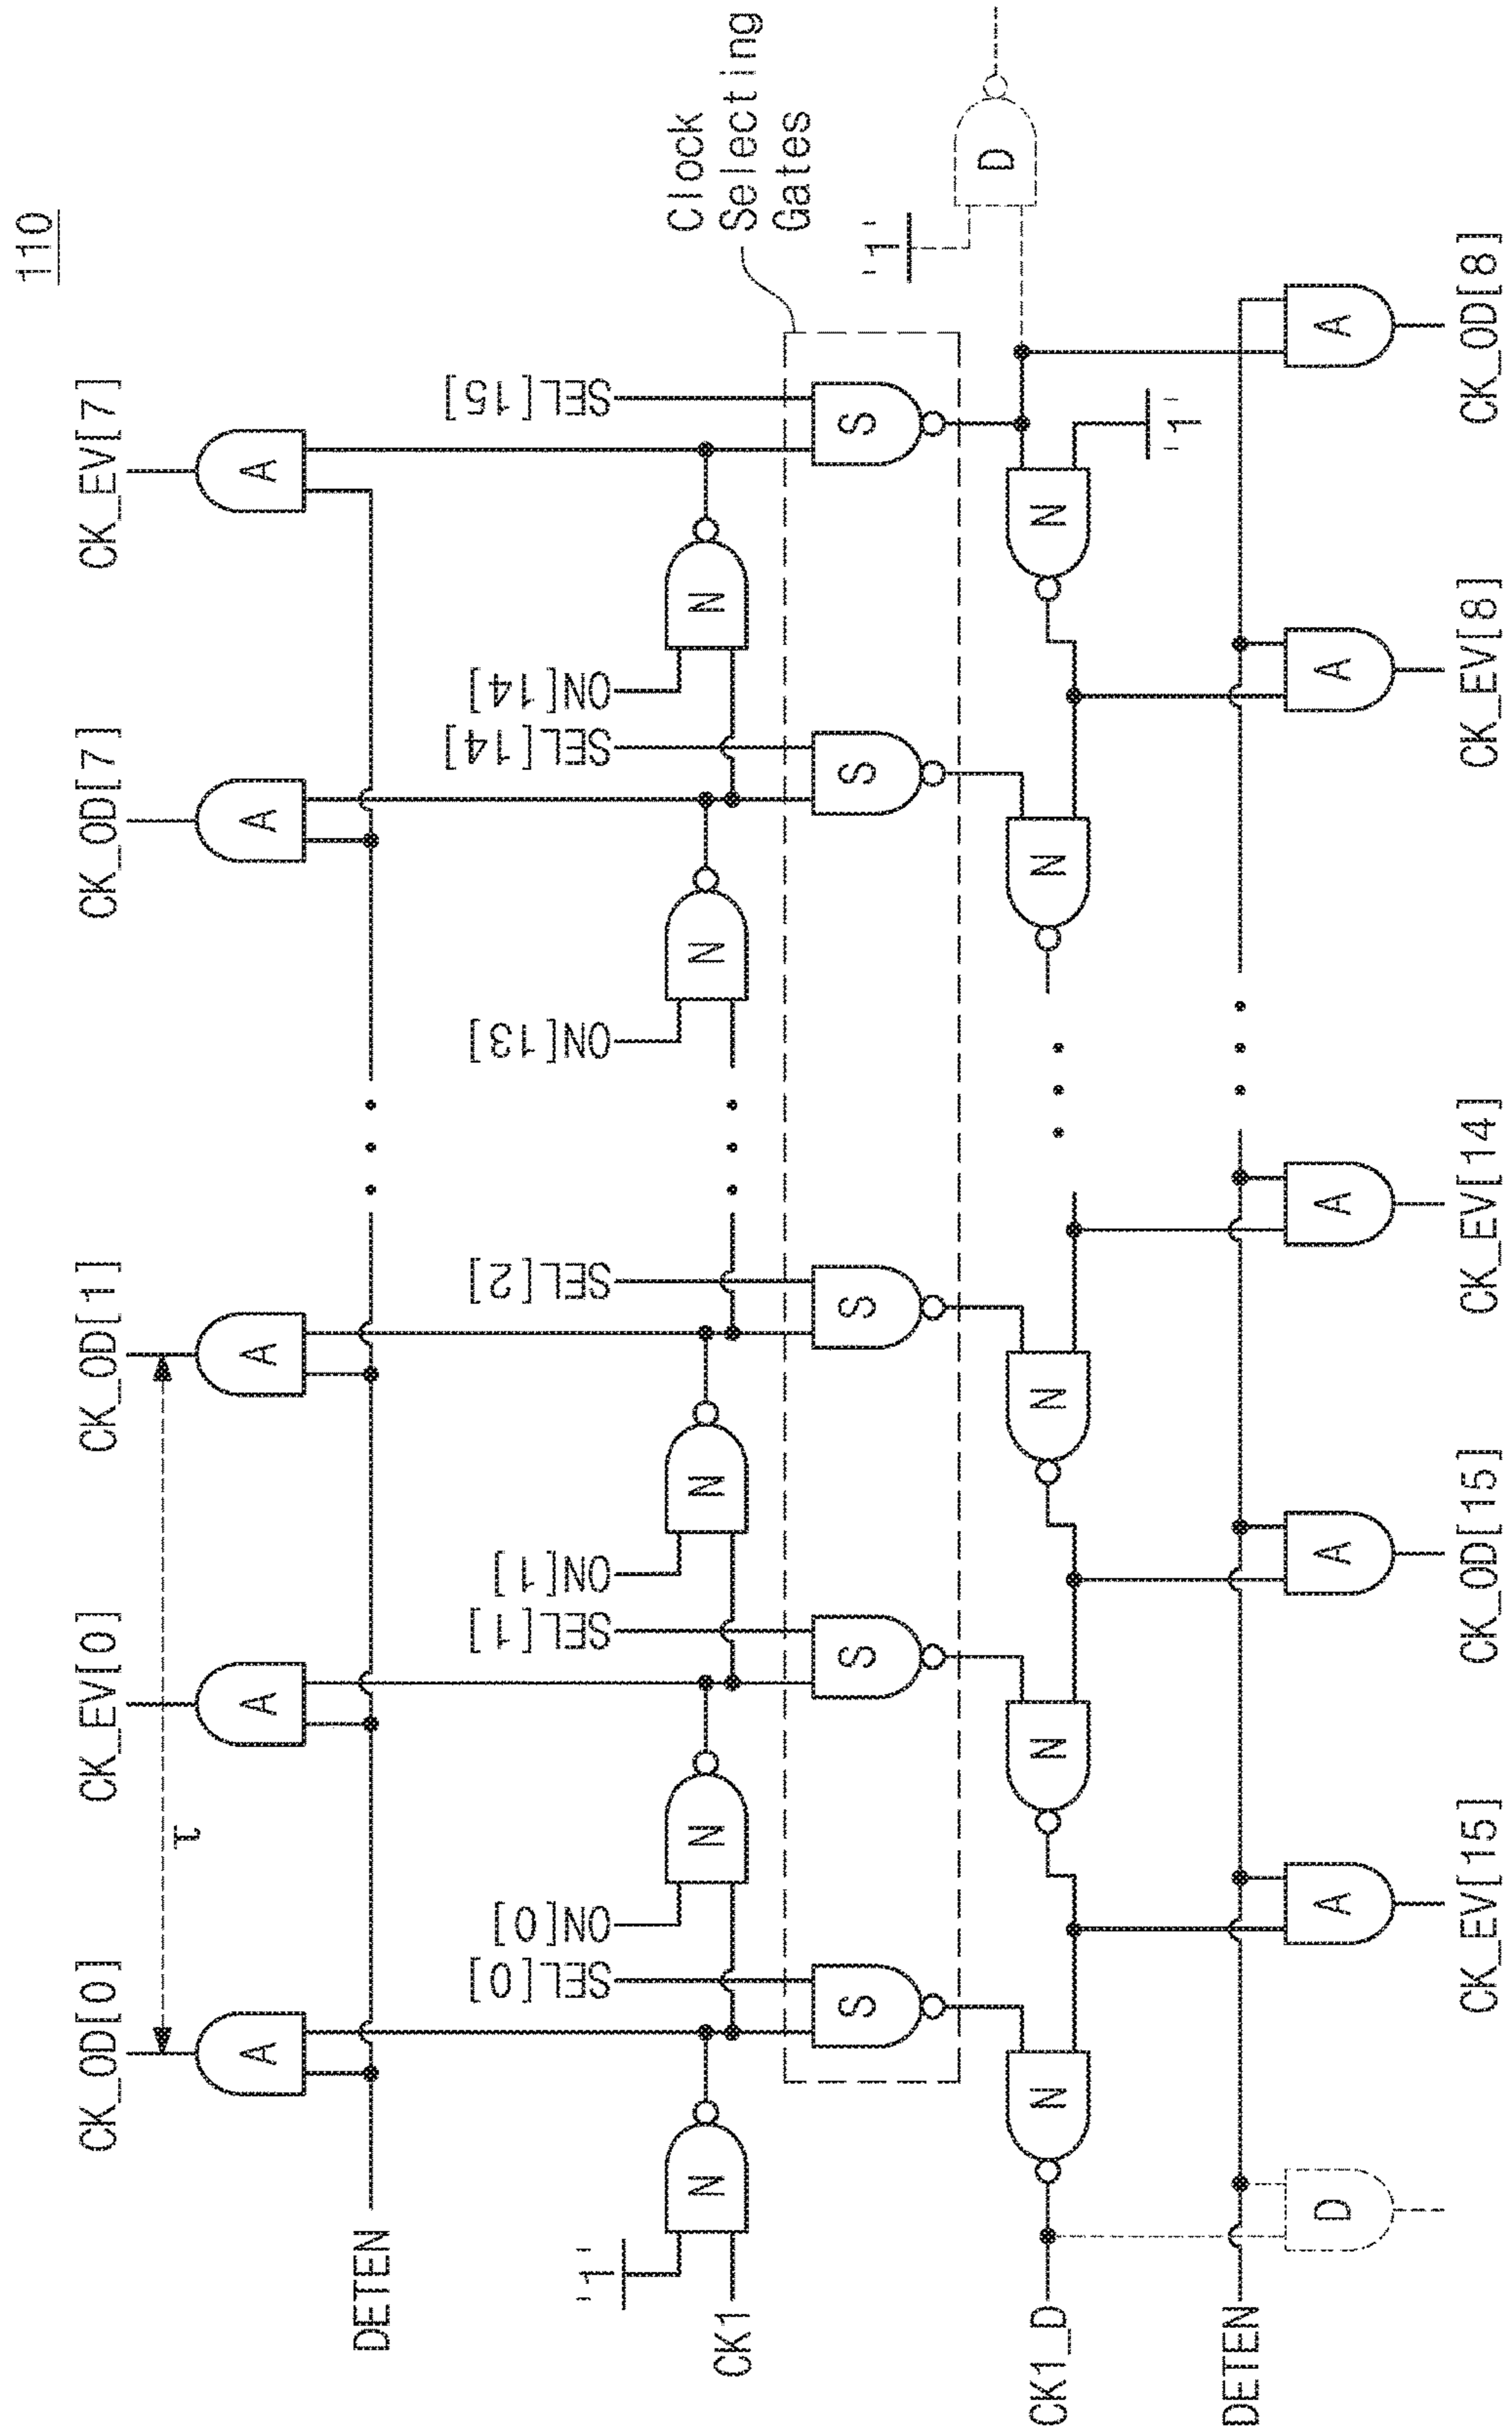 110
CK_OD[0]
CK_EV[0]
CK_OD[1]
CK_OD[7]
CK_EV[7]
τ
A
A
A
A
A
DETEN
SEL[0]
ON[0]
SEL[1]
ON[1]
SEL[2]
ON[13]
SEL[14]
ON[14]
SEL[15]
Clock
Selecting
Gates
"1"
CK1
N
N
N
N
N
S
S
S
S
S
"1"
D
CK1_D
N
N
N
N
N
"1"
DETEN
D
A
A
A
A
A
CK_EV[15]
CK_OD[15]
CK_EV[14]
CK_EV[8]
CK_OD[8]